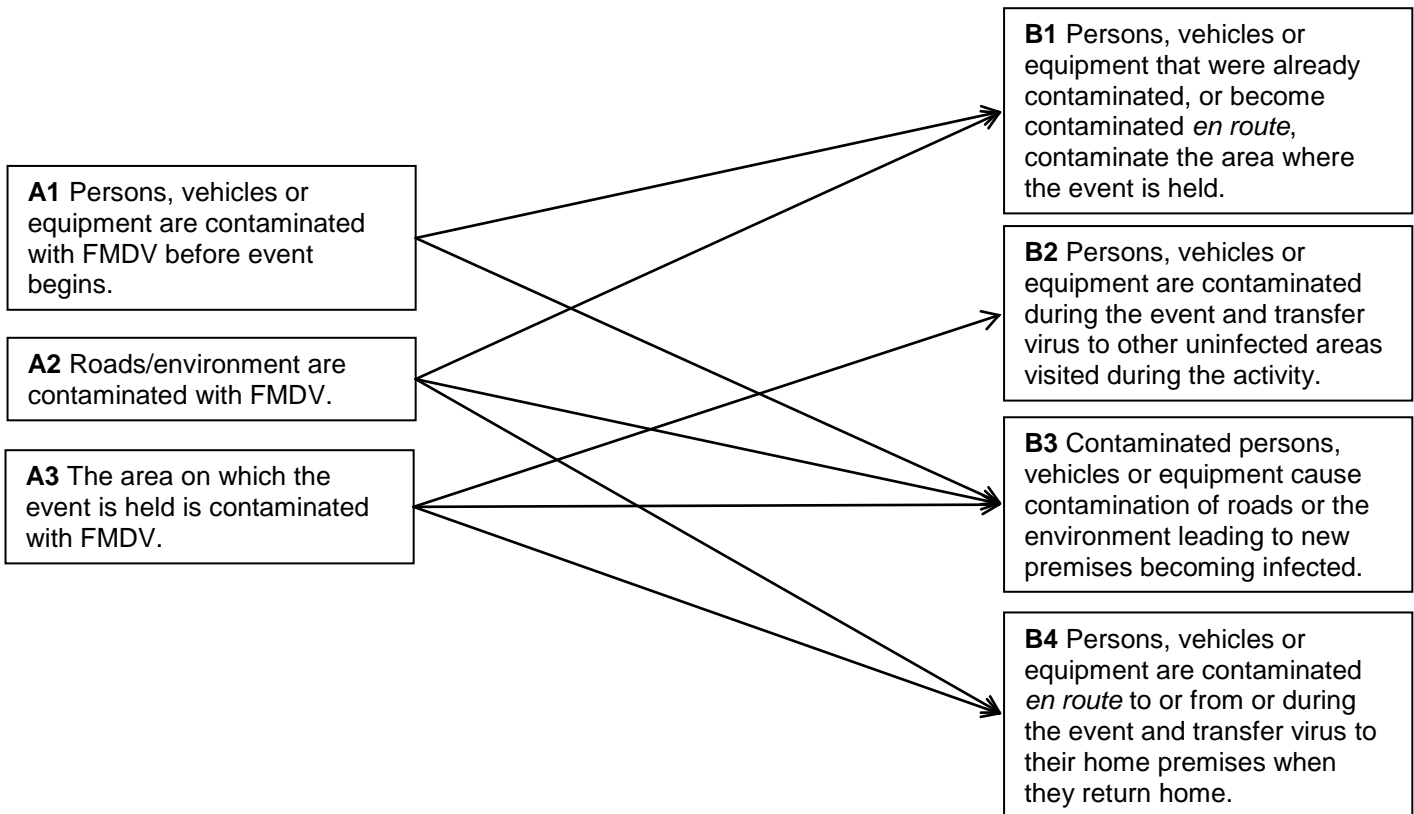 A1 Persons, vehicles or
equipment are contaminated
with FMDV before event
begins.
A2 Roads/environment are
contaminated with FMDV.
A3 The area on which the
event is held is contaminated
with FMDV.
B1 Persons, vehicles or
equipment that were already
contaminated, or become
contaminated en route,
contaminate the area where
the event is held.
B2 Persons, vehicles or
equipment are contaminated
during the event and transfer
virus to other uninfected areas
visited during the activity.
B3 Contaminated persons,
vehicles or equipment cause
contamination of roads or the
environment leading to new
premises becoming infected.
B4 Persons, vehicles or
equipment are contaminated
en route to or from or during
the event and transfer virus to
their home premises when
they return home.